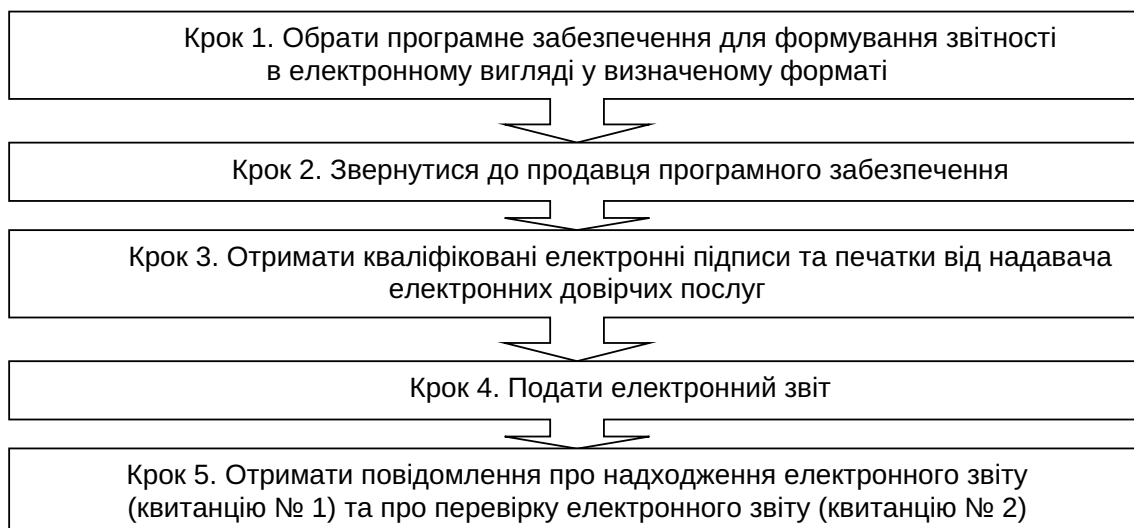 Крок 1. Обрати програмне забезпечення для формування звітності
в електронному вигляді у визначеному форматі
Крок 2. Звернутися до продавця програмного забезпечення
Крок 3. Отримати кваліфіковані електронні підписи та печатки від надавача
електронних довірчих послуг
Крок 4. Подати електронний звіт
Крок 5. Отримати повідомлення про надходження електронного звіту
(квитанцію № 1) та про перевірку електронного звіту (квитанцію № 2)